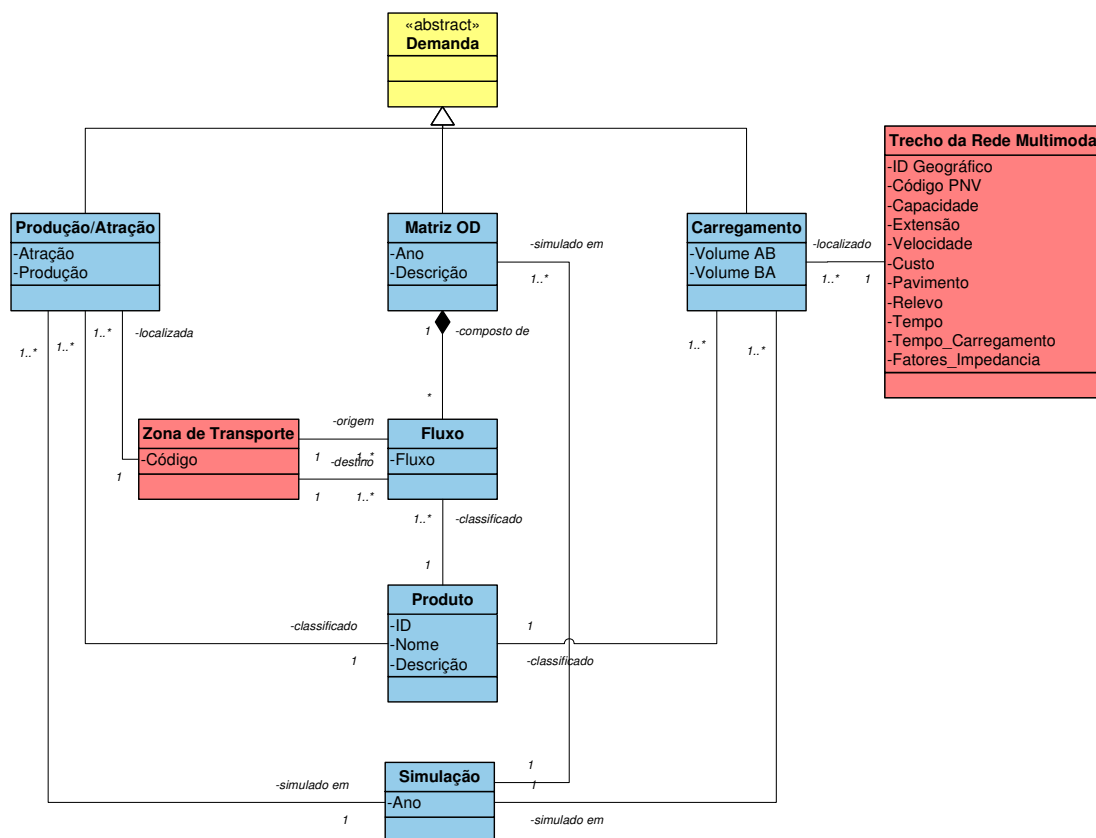 «abstract»
Demanda
Produção/Atração
-Atração
-Produção
Matriz OD
-Ano
-Descrição
Carregamento
-Volume AB
-Volume BA
Trecho da Rede Multimoda
-ID Geográfico
-Código PNV
-Capacidade
-Extensão
-Velocidade
-Custo
-Pavimento
-Relevo
-Tempo
-Tempo_Carregamento
-Fatores_Impedancia
-simulado em
1..*
-localizado
1..*
1
1..*
1..*
1..*
-localizada
1
-composto de
*
1..*
1..*
Zona de Transporte
-Código
1
-origem
1
1..*
-destino
1
1..*
Fluxo
-Fluxo
1..*
-classificado
1
Produto
-ID
-Nome
-Descrição
-classificado
1
1
-classificado
Simulação
-Ano
-simulado em
1
1
1
-simulado em